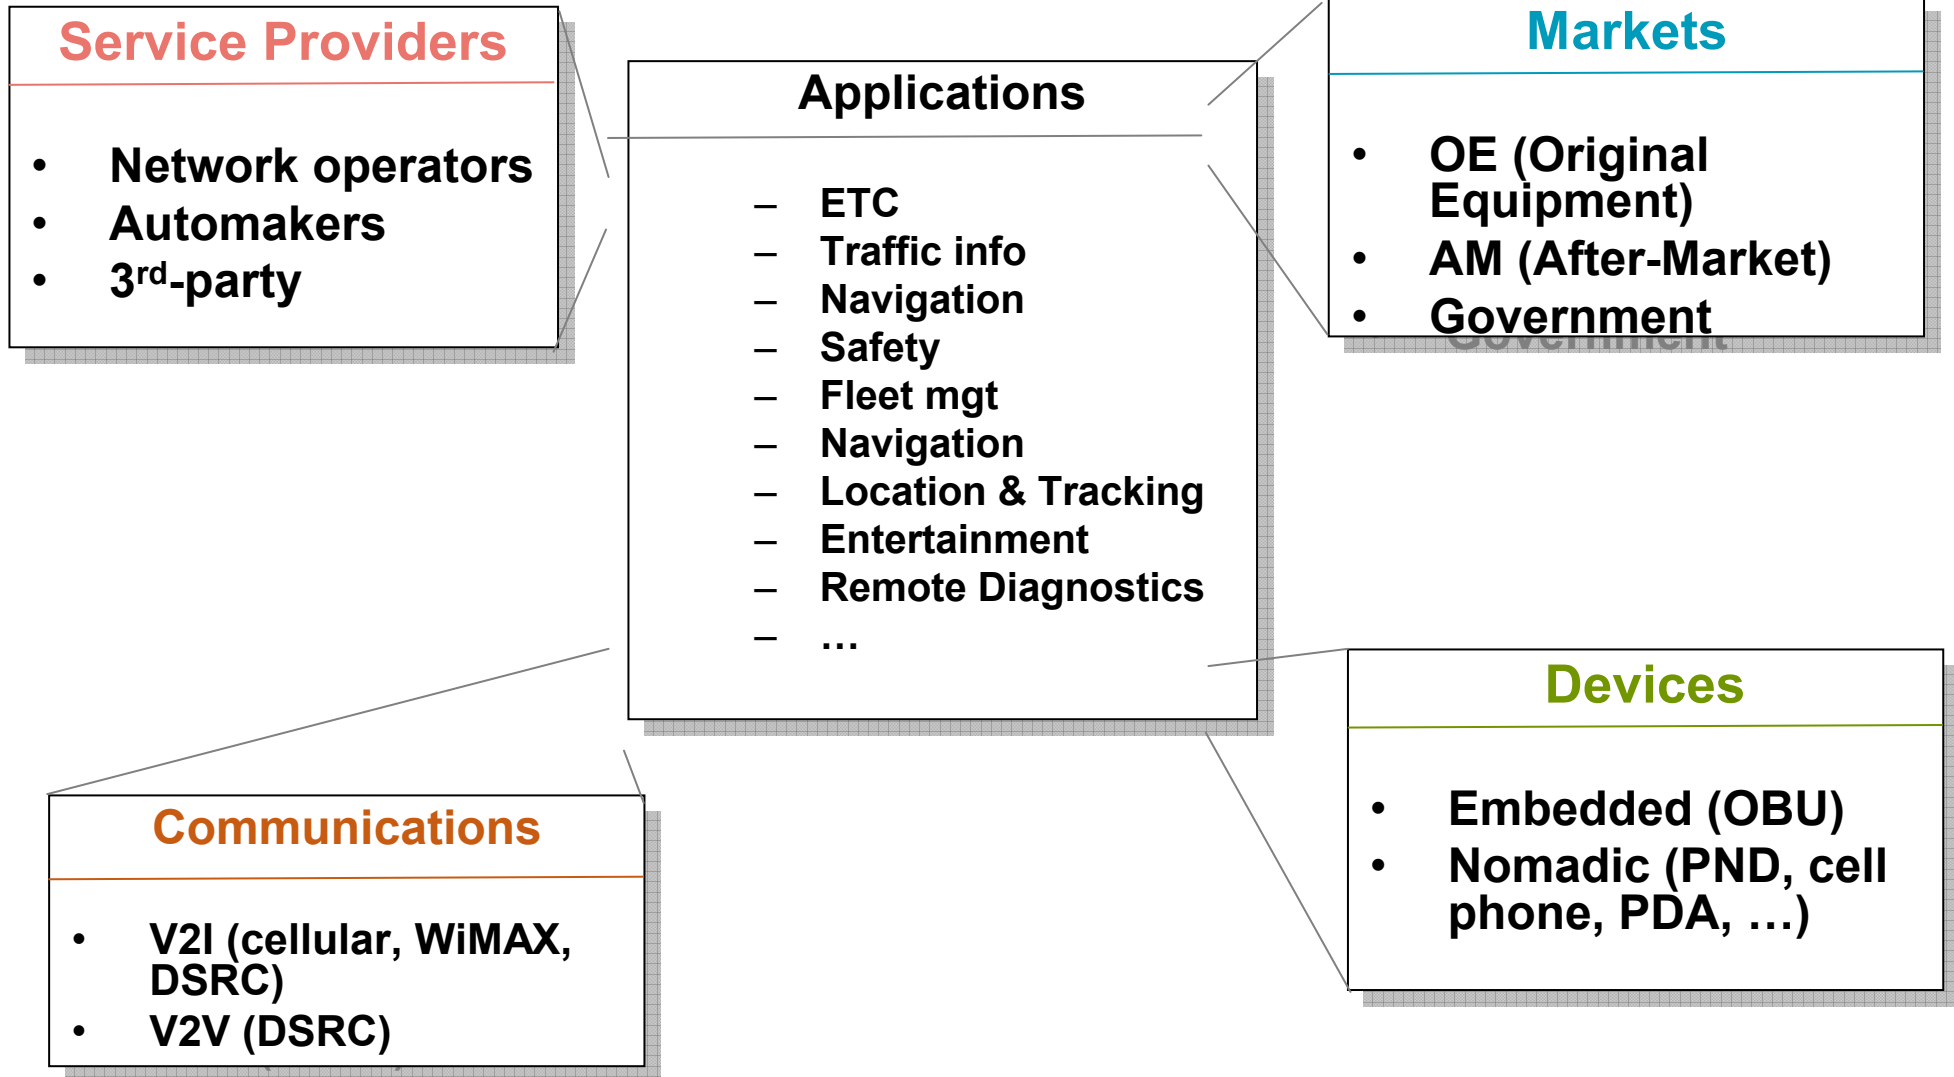 Service Providers
• Network operators
• Automakers
• 3rd-party
Applications
– ETC
– Traffic info
– Navigation
– Safety
– Fleet mgt
– Navigation
– Location & Tracking
– Entertainment
– Remote Diagnostics
– …
Markets
• OE (Original
Equipment)
• AM (After-Market)
• Government
Communications
• V2I (cellular, WiMAX,
DSRC)
• V2V (DSRC)
Devices
• Embedded (OBU)
• Nomadic (PND, cell
phone, PDA, …)